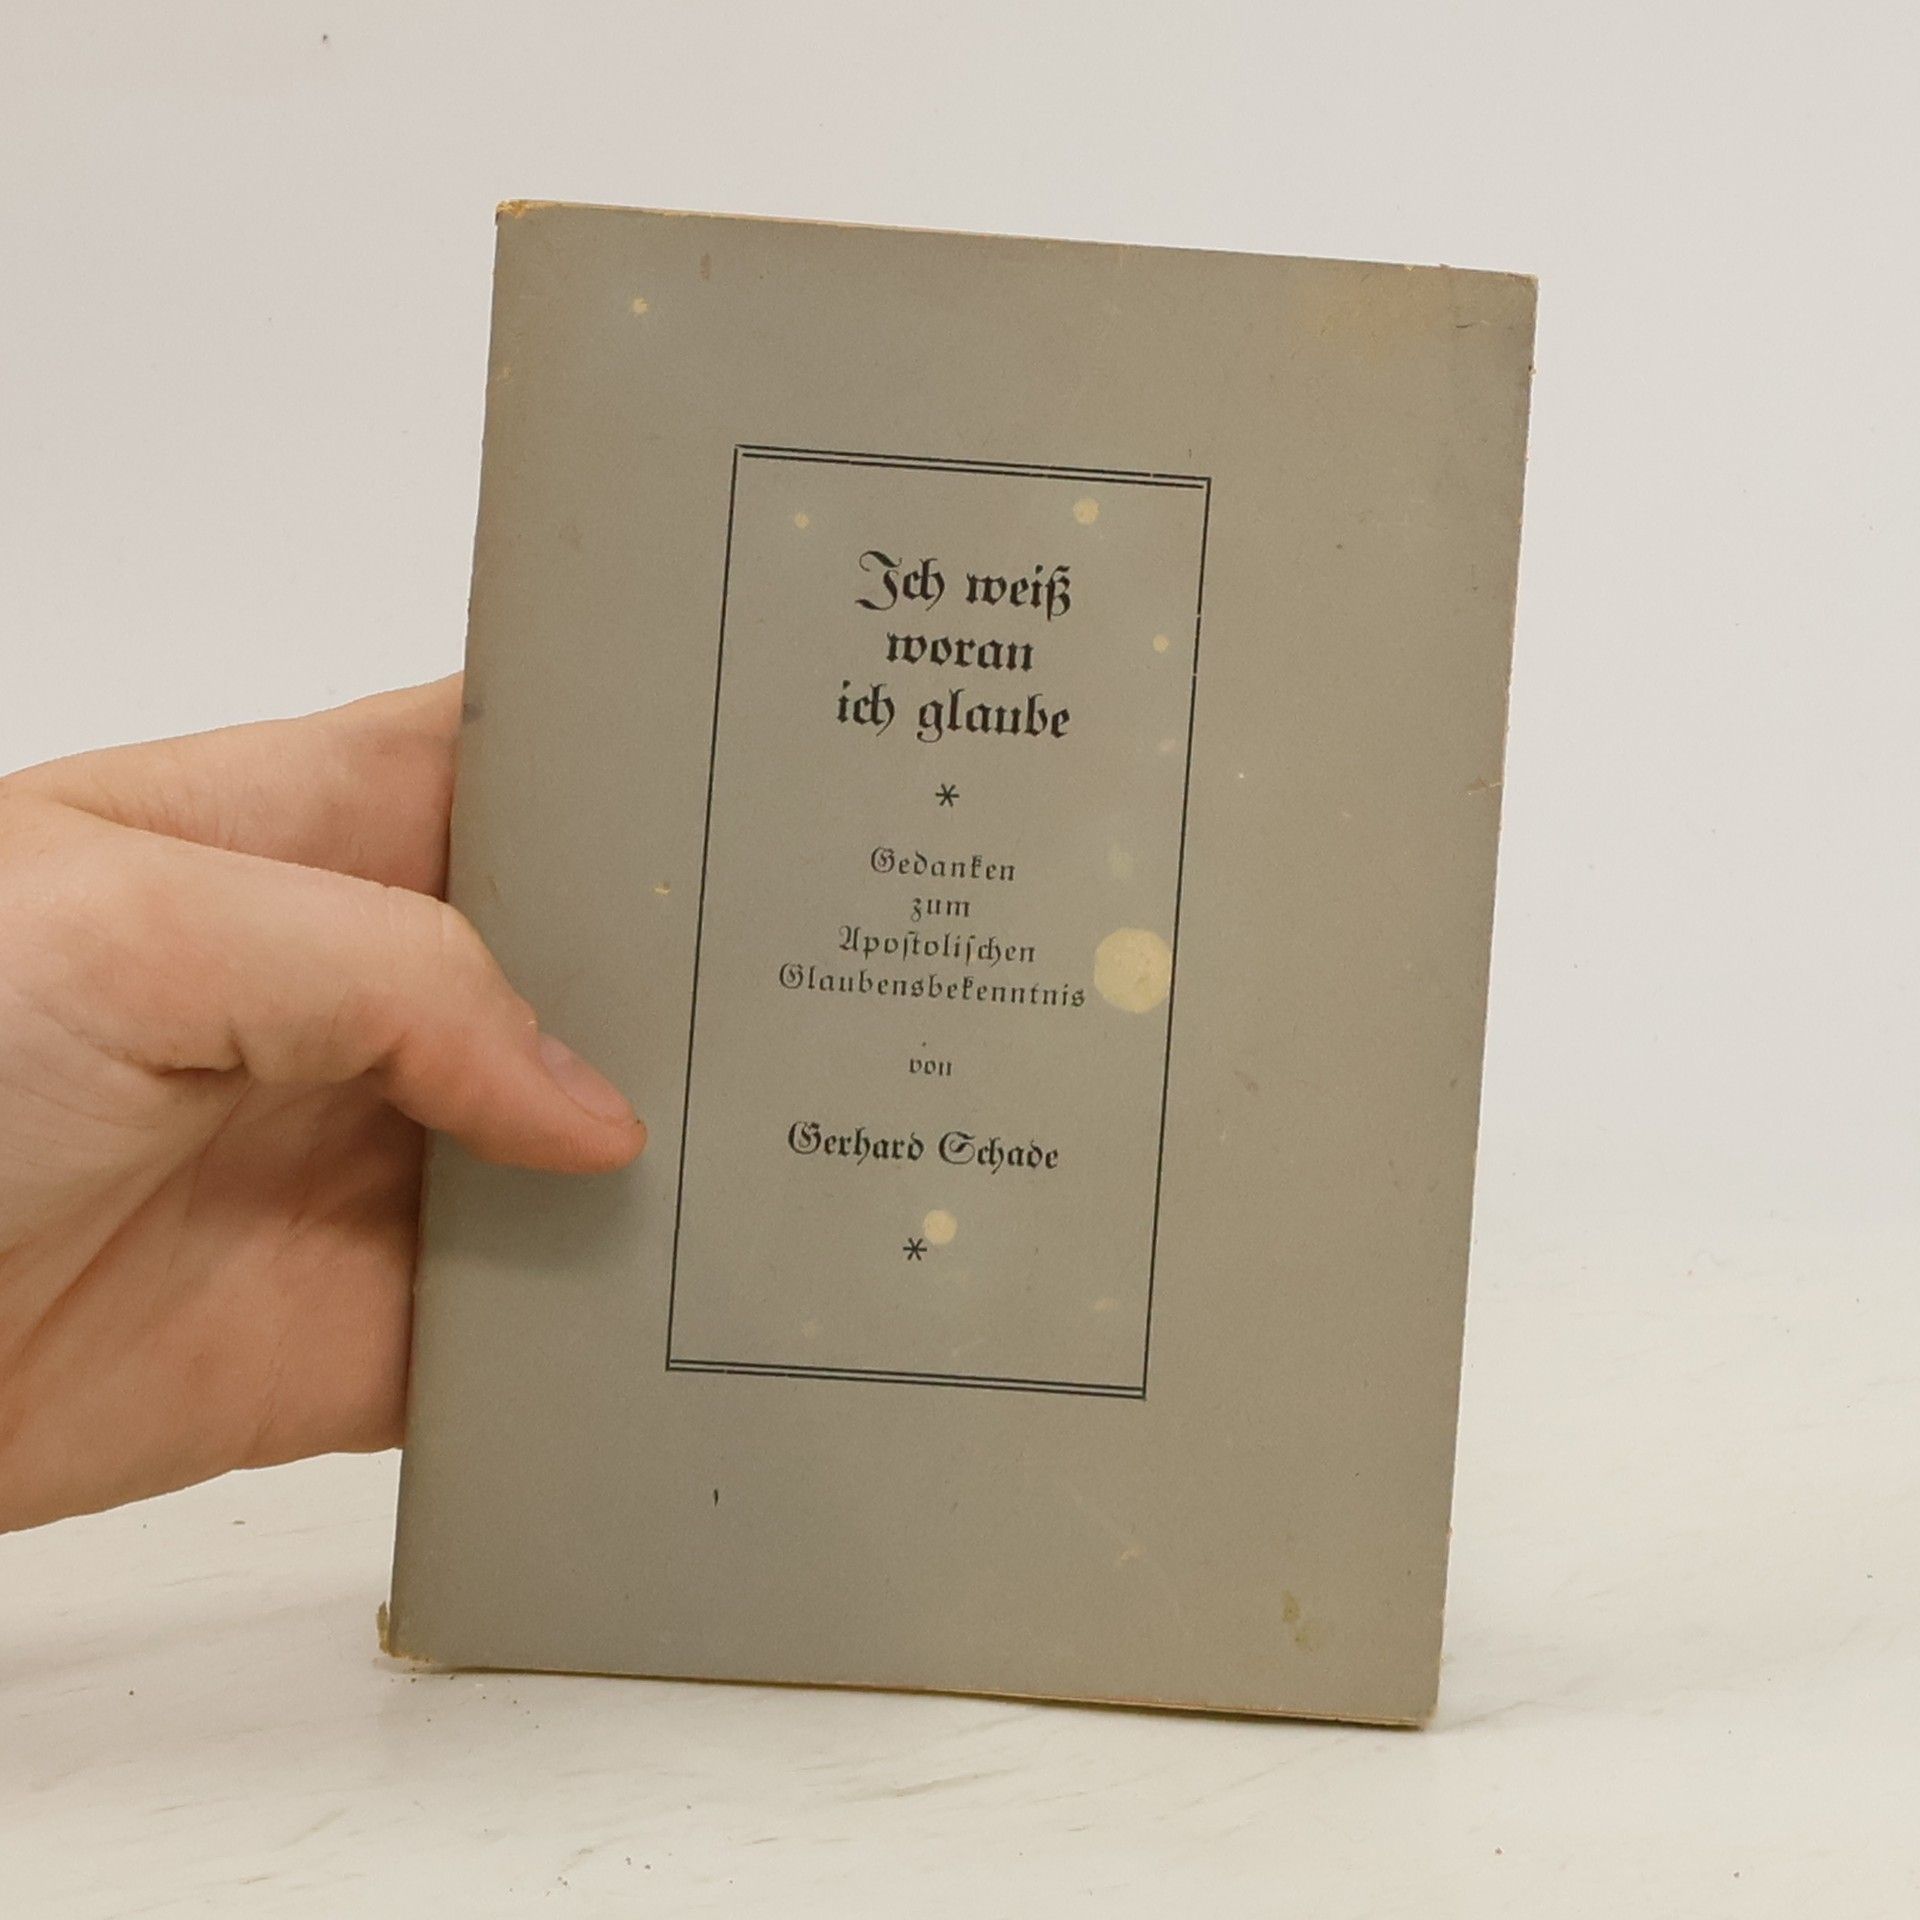 Ich weiß
woran
ich glaube
*
Gedanken
zum
Apoſtoliſchen
Glaubensbekenntnis
von
Gerhard Schade
*